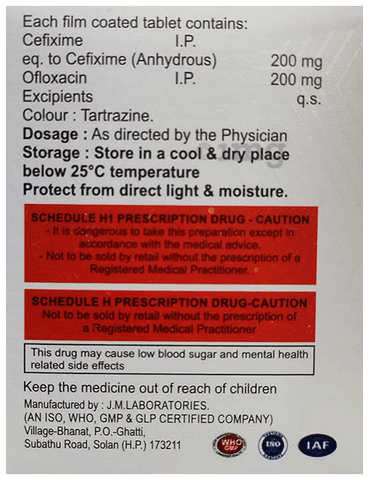 Each film coated tablet contains:
Cefixime I.P.
eq. to Cefixime (Anhydrous) 200 mg
Ofloxacin I.P. 200 mg
Excipients q.s.
Colour : Tartrazine.
Dosage : As directed by the Physician
Storage : Store in a cool & dry place
below 25°C temperature
Protect from direct light & moisture.
SCHEDULE H1 PRESCRIPTION DRUG - CAUTION
- It is dangerous to take this preparation except in
accordance with the medical advice.
- Not to be sold by retail without the prescription of a
Registered Medical Practitioner.
SCHEDULE H PRESCRIPTION DRUG-CAUTION
Not to be sold by retail without the prescription of
a Registered Medical Practitioner
This drug may cause low blood sugar and mental health
related side effects
Keep the medicine out of reach of children
Manufactured by : J.M.LABORATORIES.
(AN ISO, WHO, GMP & GLP CERTIFIED COMPANY)
Village-Bhanat, P.O.-Ghatti,
Subathu Road, Solan (H.P.) 173211
WHO
GMP
ISO
IAF